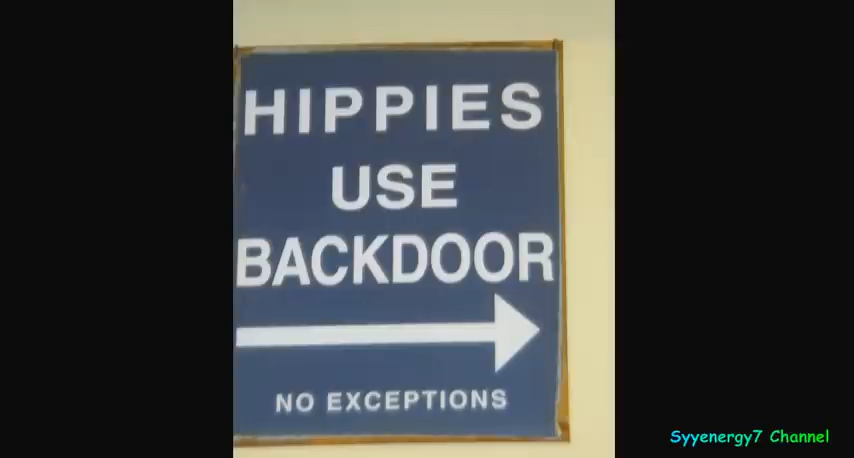 HIPPIES
USE
BACKDOOR
NO EXCEPTIONS
Syyenergy7 Channel